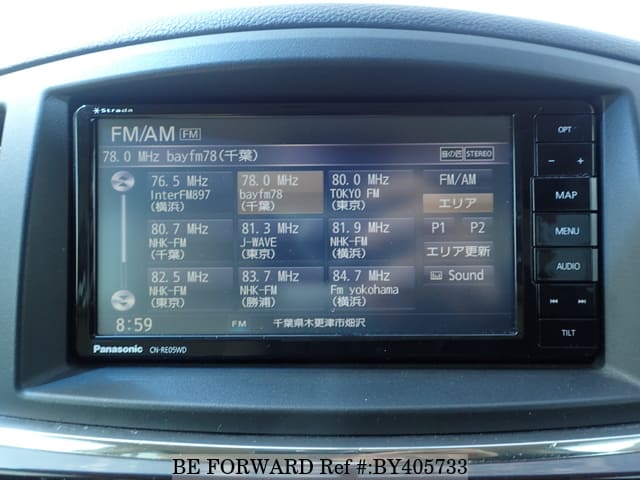 Strada
FM/AM FM
78.0 MHz bayfm78(千葉) 音の匠 STEREO
76.5 MHz
InterFM897
(横浜)
78.0 MHz
bayfm78
(千葉)
80.0 MHz
TOKYO FM
(東京)
FM/AM
エリア
80.7 MHz
NHK-FM
(千葉)
81.3 MHz
J-WAVE
(東京)
81.9 MHz
NHK-FM
(横浜)
P1 P2
エリア更新
82.5 MHz
NHK-FM
(東京)
83.7 MHz
NHK-FM
(勝浦)
84.7 MHz
Fm yokohama
(横浜)
Sound
8:59 FM 千葉県木更津市畑沢
Panasonic CN-RE05WD
OPT
− +
MAP
MENU
AUDIO
TILT
BE FORWARD Ref #:BY405733